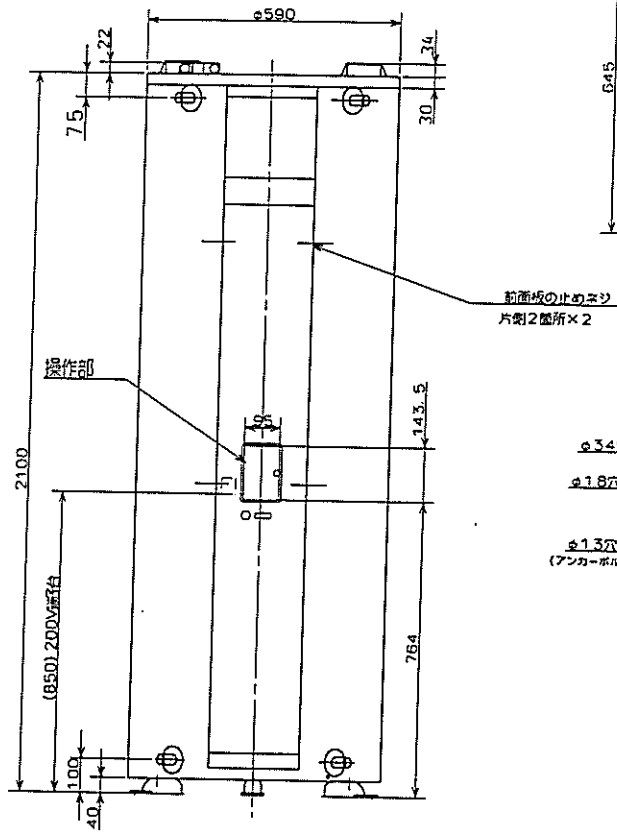 φ590
22
34
75
30
645
前面板の止めネジ
片側2箇所×2
操作部
95
143.5
2100
φ34
φ18穴
φ13穴
(アンカーボル
(850) 200V端子台
764
100
40